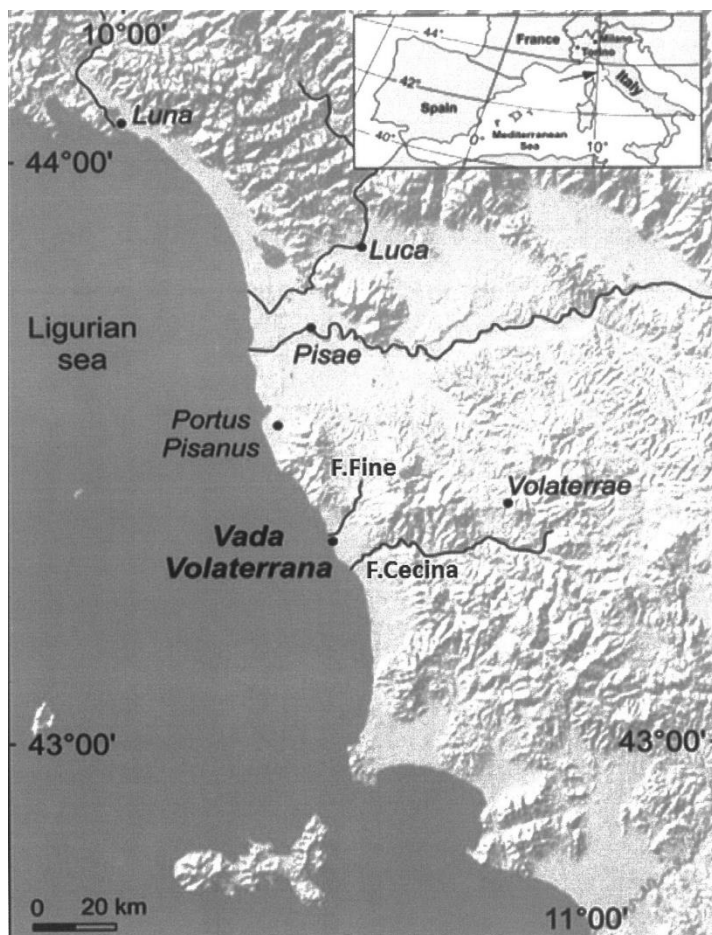 10°00'
44°
France
Milano
Torino
42°
Italy
Spain
40°
0°
Mediterranean
Sea
10°
Luna
44°00'
Luca
Ligurian
sea
Pisae
Portus
Pisanus
F.Fine
Volaterrae
Vada
Volaterrana
F.Cecina
43°00'
43°00'
0 20 km
11°00'